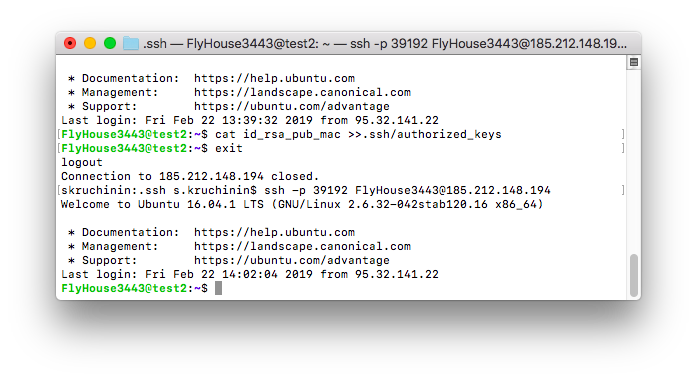 .ssh — FlyHouse3443@test2: ~ — ssh -p 39192 FlyHouse3443@185.212.148.19...
* Documentation:  https://help.ubuntu.com
* Management:     https://landscape.canonical.com
* Support:        https://ubuntu.com/advantage
Last login: Fri Feb 22 13:39:32 2019 from 95.32.141.22
[FlyHouse3443@test2:~$ cat id_rsa_pub_mac >>.ssh/authorized_keys ]
[FlyHouse3443@test2:~$ exit ]
logout
Connection to 185.212.148.194 closed.
[skruchinin:.ssh s.kruchinin$ ssh -p 39192 FlyHouse3443@185.212.148.194 ]
Welcome to Ubuntu 16.04.1 LTS (GNU/Linux 2.6.32-042stab120.16 x86_64)
* Documentation:  https://help.ubuntu.com
* Management:     https://landscape.canonical.com
* Support:        https://ubuntu.com/advantage
Last login: Fri Feb 22 14:02:04 2019 from 95.32.141.22
FlyHouse3443@test2:~$